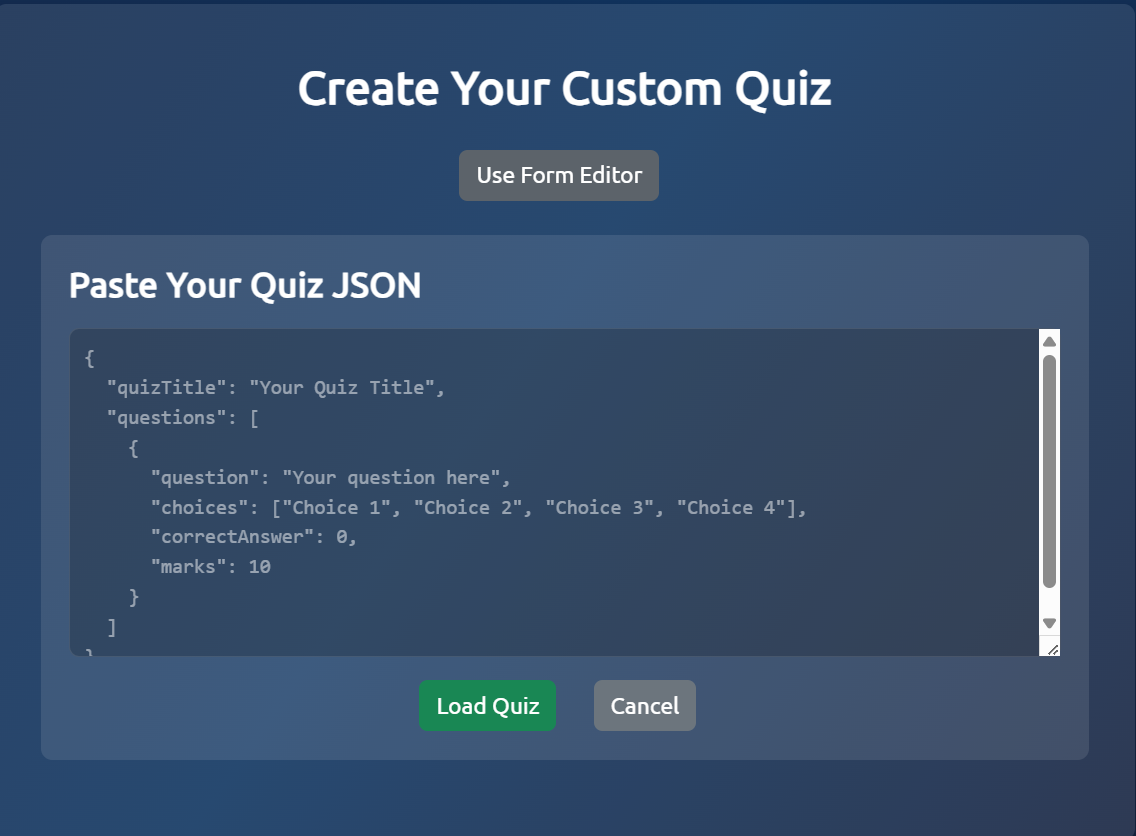 Create Your Custom Quiz
Use Form Editor
Paste Your Quiz JSON
{
  "quizTitle": "Your Quiz Title",
  "questions": [
    {
      "question": "Your question here",
      "choices": ["Choice 1", "Choice 2", "Choice 3", "Choice 4"],
      "correctAnswer": 0,
      "marks": 10
    }
  ]
}
Load Quiz
Cancel